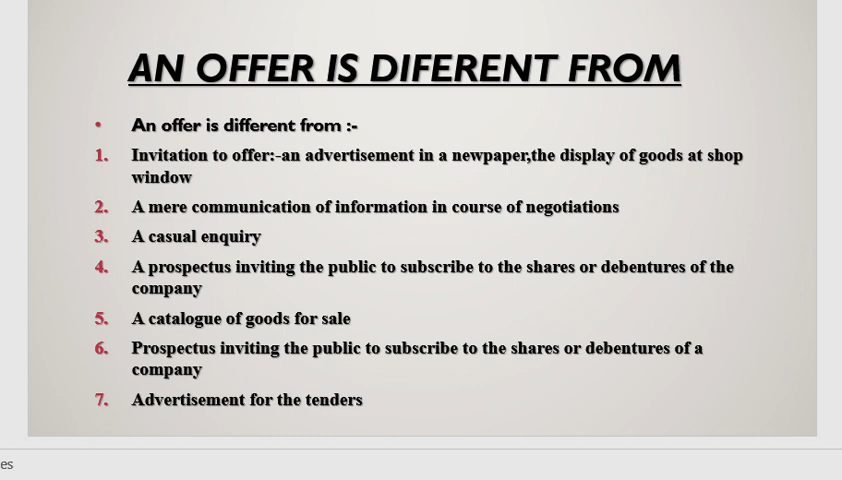 AN OFFER IS DIFERENT FROM
• An offer is different from :-
1. Invitation to offer:-an advertisement in a newpaper,the display of goods at shop
window
2. A mere communication of information in course of negotiations
3. A casual enquiry
4. A prospectus inviting the public to subscribe to the shares or debentures of the
company
5. A catalogue of goods for sale
6. Prospectus inviting the public to subscribe to the shares or debentures of a
company
7. Advertisement for the tenders
es